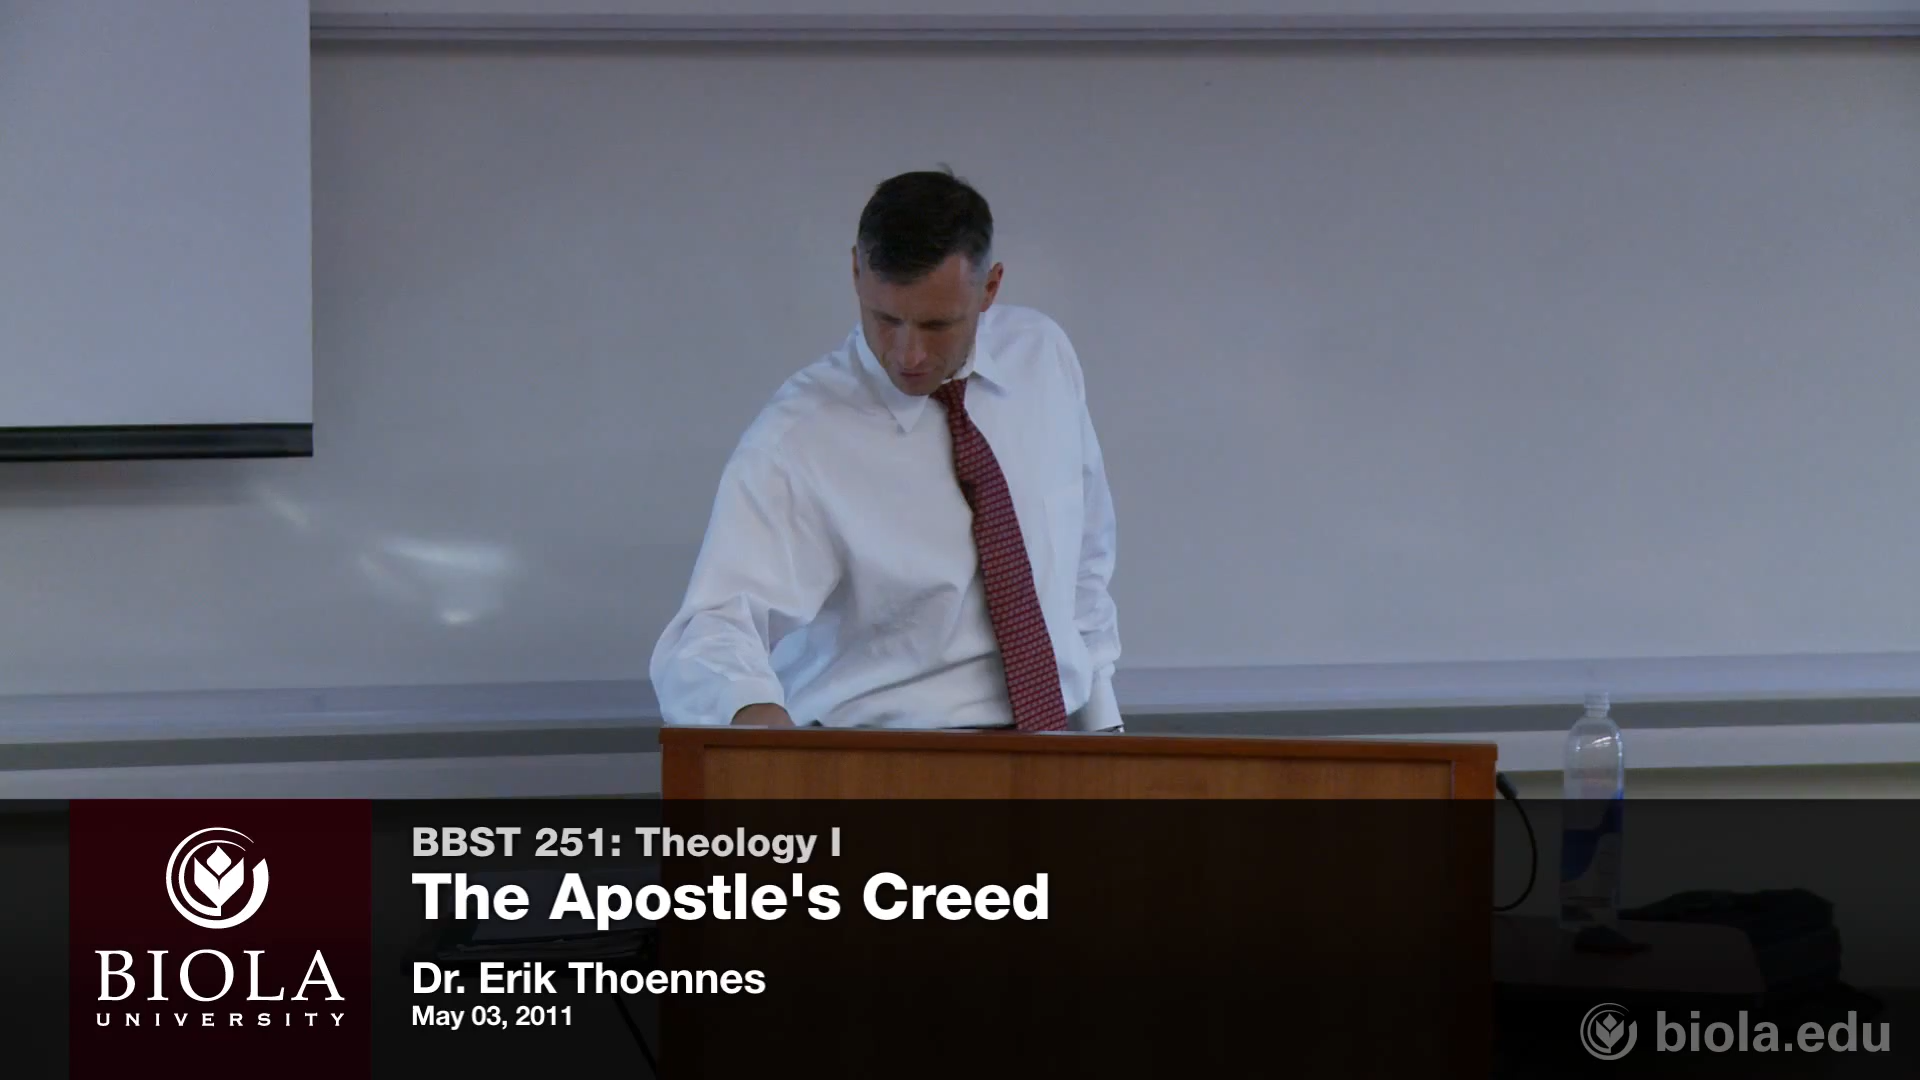 BBST 251: Theology I
The Apostle's Creed
Dr. Erik Thoennes
May 03, 2011
BIOLA
UNIVERSITY
biola.edu